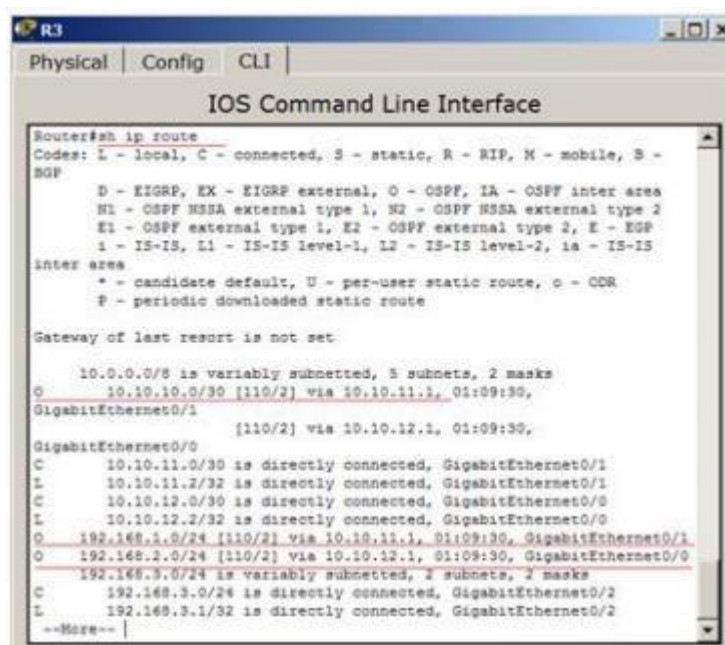 R3
Physical Config CLI
IOS Command Line Interface
Router#sh ip route
Codes: L - local, C - connected, S - static, R - RIP, M - mobile, B -
BGP
D - EIGRP, EX - EIGRP external, O - OSPF, IA - OSPF inter area
N1 - OSPF NSSA external type 1, N2 - OSPF NSSA external type 2
E1 - OSPF external type 1, E2 - OSPF external type 2, E - EGP
i - IS-IS, L1 - IS-IS level-1, L2 - IS-IS level-2, ia - IS-IS
inter area
* - candidate default, U - per-user static route, o - ODR
P - periodic downloaded static route
Gateway of last resort is not set
10.0.0.0/8 is variably subnetted, 5 subnets, 2 masks
O 10.10.10.0/30 [110/2] via 10.10.11.1, 01:09:30,
GigabitEthernet0/1
[110/2] via 10.10.12.1, 01:09:30,
GigabitEthernet0/0
C 10.10.11.0/30 is directly connected, GigabitEthernet0/1
L 10.10.11.2/32 is directly connected, GigabitEthernet0/1
C 10.10.12.0/30 is directly connected, GigabitEthernet0/0
L 10.10.12.2/32 is directly connected, GigabitEthernet0/0
O 192.168.1.0/24 [110/2] via 10.10.11.1, 01:09:30, GigabitEthernet0/1
O 192.168.2.0/24 [110/2] via 10.10.12.1, 01:09:30, GigabitEthernet0/0
192.168.3.0/24 is variably subnetted, 2 subnets, 2 masks
C 192.168.3.0/24 is directly connected, GigabitEthernet0/2
L 192.168.3.1/32 is directly connected, GigabitEthernet0/2
--More--